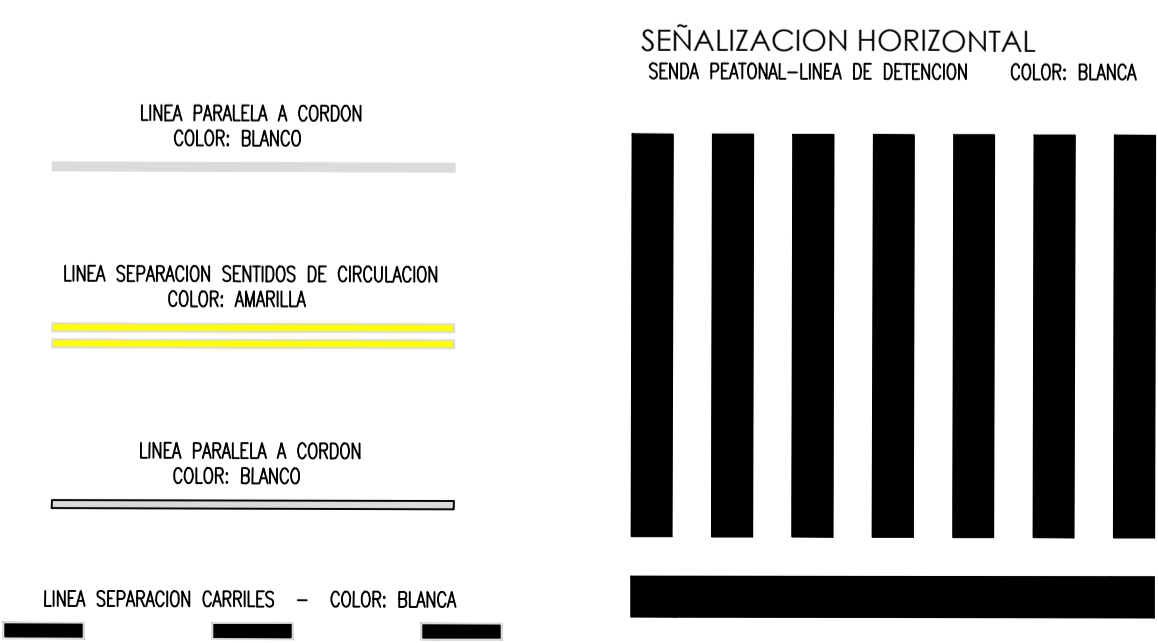 SEÑALIZACION HORIZONTAL
SENDA PEATONAL-LINEA DE DETENCION COLOR: BLANCA
LINEA PARALELA A CORDON
COLOR: BLANCO
LINEA SEPARACION SENTIDOS DE CIRCULACION
COLOR: AMARILLA
LINEA PARALELA A CORDON
COLOR: BLANCO
LINEA SEPARACION CARRILES - COLOR: BLANCA